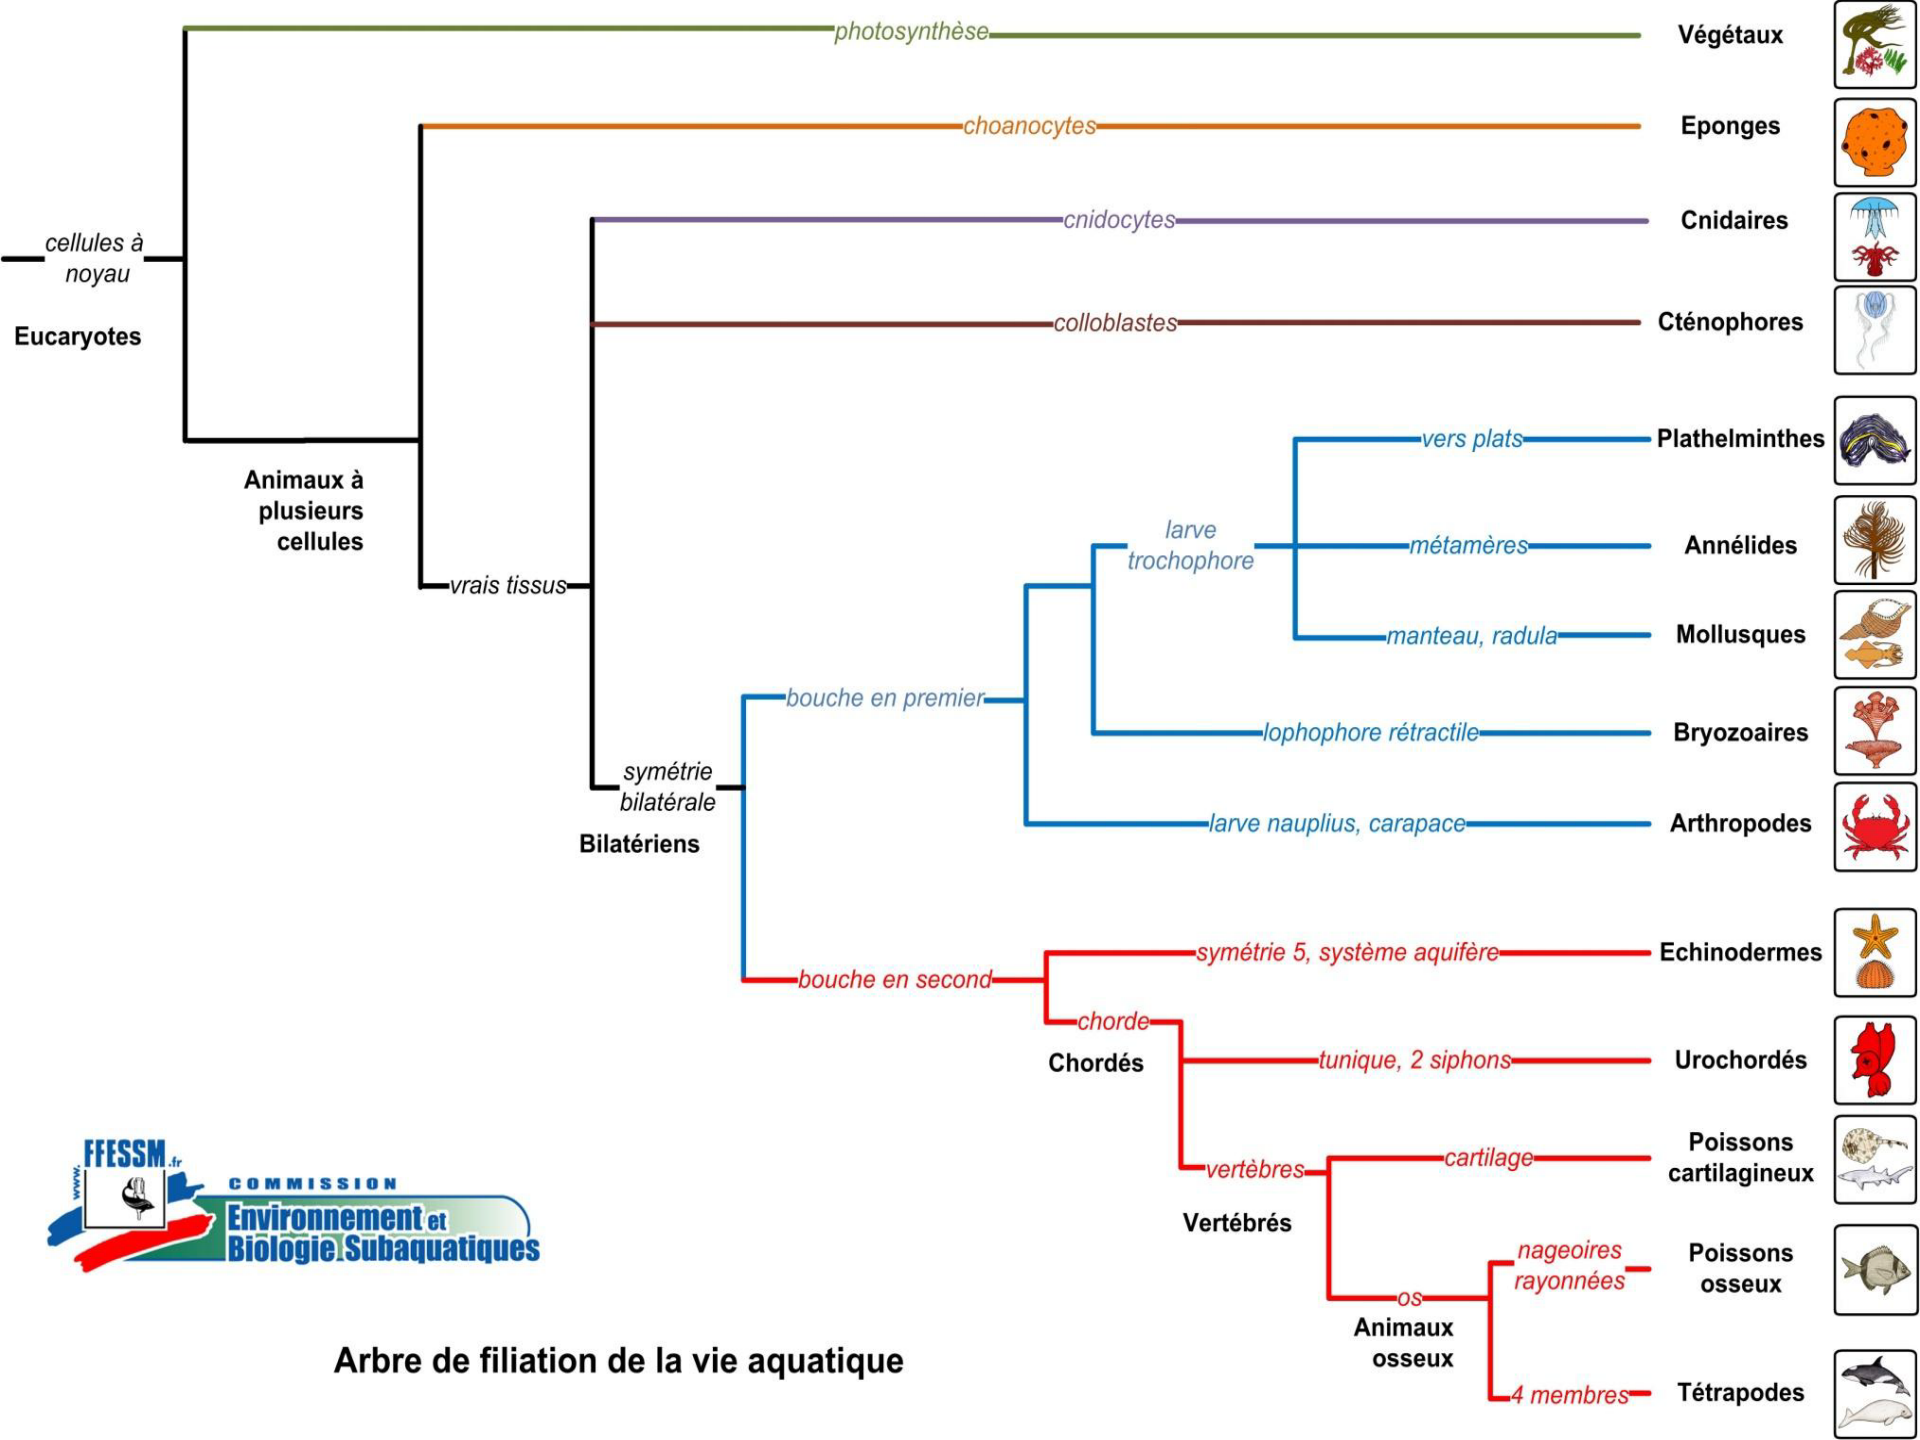 photosynthèse
Végétaux
choanocytes
Eponges
cnidocytes
Cnidaires
cellules à
noyau
Eucaryotes
colloblastes
Cténophores
vers plats
Plathelminthes
Animaux à
plusieurs
cellules
larve
trochophore
métamères
Annélides
vrais tissus
manteau, radula
Mollusques
bouche en premier
lophophore rétractile
Bryozoaires
symétrie
bilatérale
Bilatériens
larve nauplius, carapace
Arthropodes
symétrie 5, système aquifère
Echinodermes
bouche en second
chorde
Chordés
tunique, 2 siphons
Urochordés
cartilage
Poissons
cartilagineux
vertèbres
Vertébrés
nageoires
rayonnées
Poissons
osseux
os
Animaux
osseux
4 membres
Tétrapodes
www.
FFESSM.fr
COMMISSION
Environnement et
Biologie Subaquatiques
Arbre de filiation de la vie aquatique